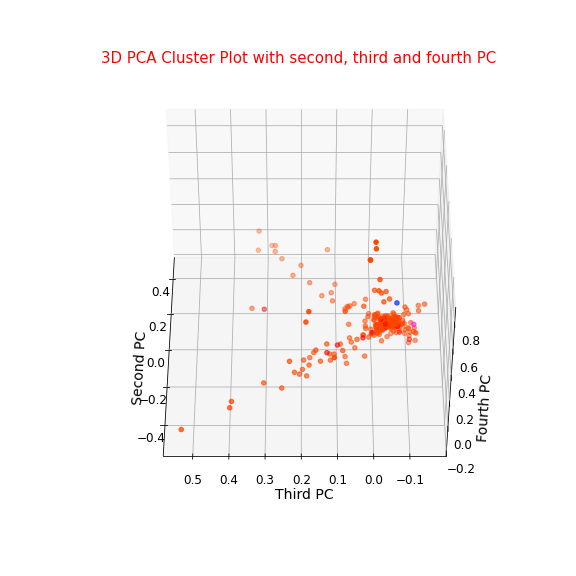 3D PCA Cluster Plot with second, third and fourth PC
0.4
0.2
0.0
−0.2
−0.4
Second PC
0.5 0.4 0.3 0.2 0.1 0.0 −0.1
Third PC
0.8
0.6
0.4
0.2
0.0
−0.2
Fourth PC